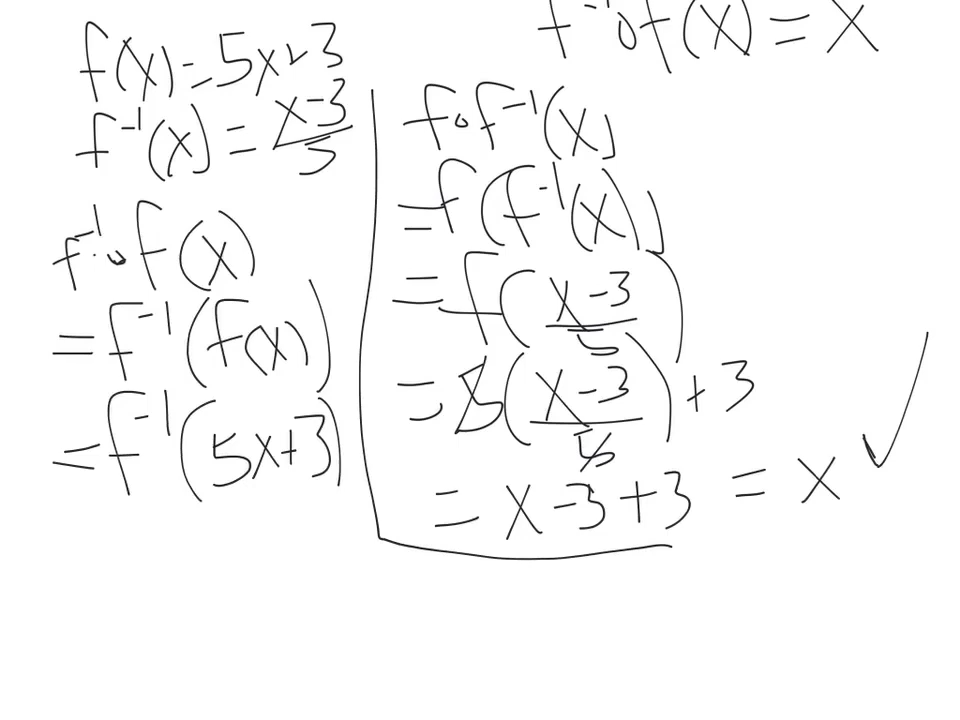 f⁻¹∘f(x) = x
f(x) = 5x+3
f⁻¹(x) = (x-3)/5
f⁻¹∘f(x)
= f⁻¹(f(x))
= f⁻¹(5x+3)
f∘f⁻¹(x)
= f(f⁻¹(x))
= f((x-3)/5)
= 5((x-3)/5) + 3
= x-3+3 = x ✓